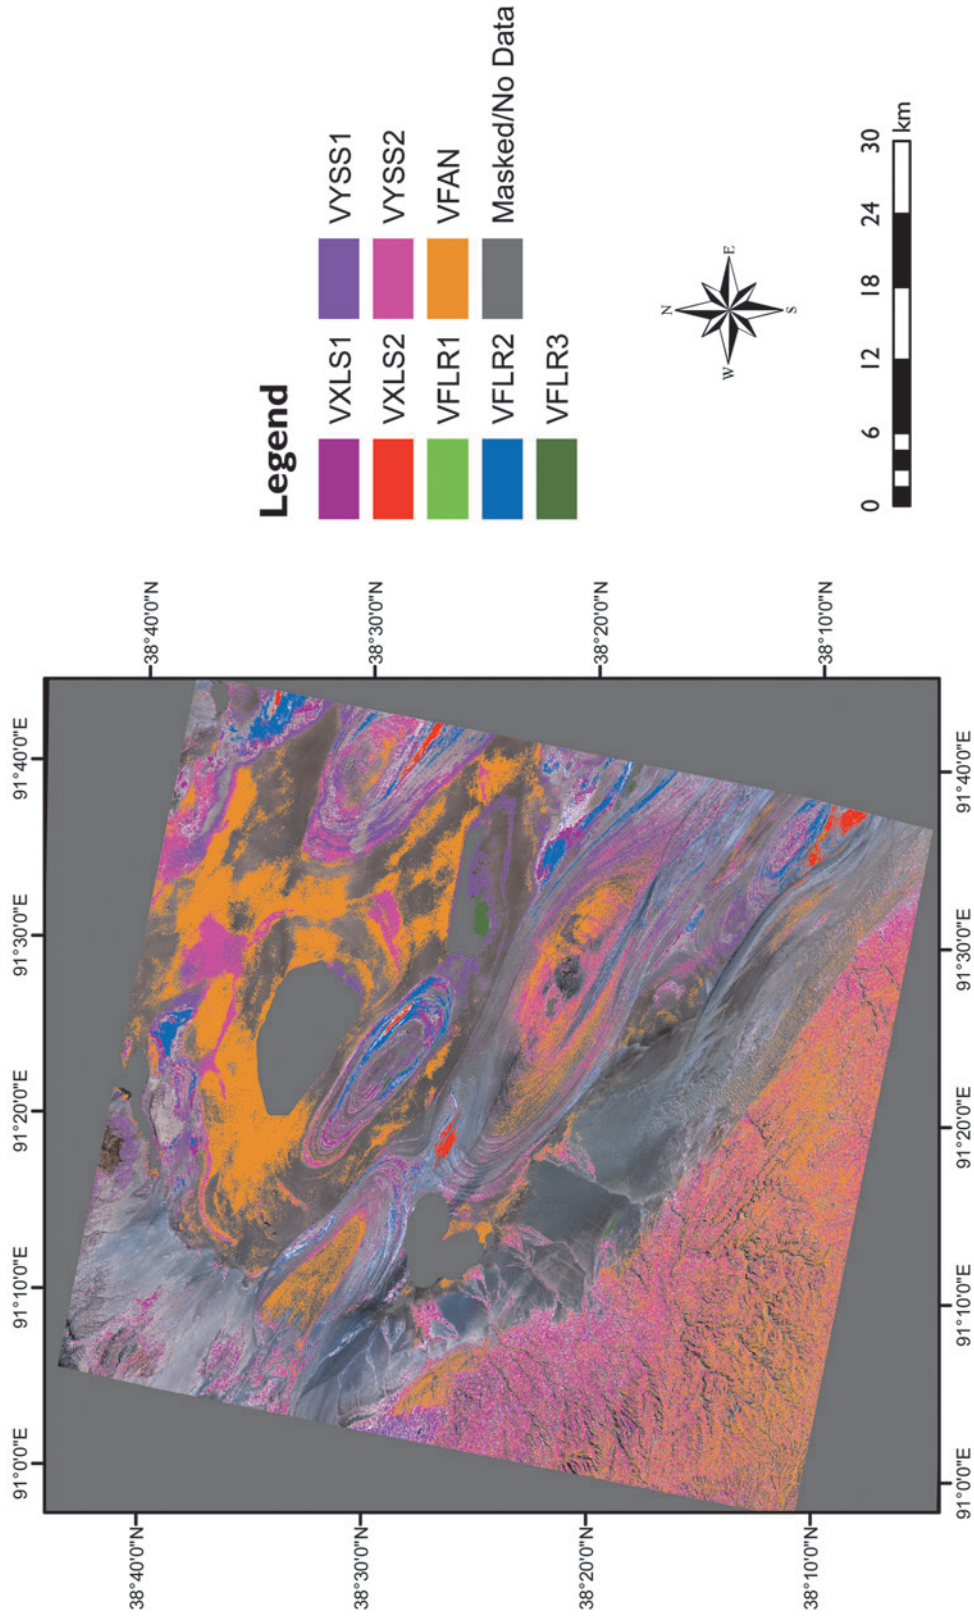 91°0'0"E
91°10'0"E
91°20'0"E
91°30'0"E
91°40'0"E
38°40'0"N
38°30'0"N
38°20'0"N
38°10'0"N
38°40'0"N
38°30'0"N
38°20'0"N
38°10'0"N
91°0'0"E
91°10'0"E
91°20'0"E
91°30'0"E
91°40'0"E
Legend
VXLS1
VYSS1
VXLS2
VYSS2
VFLR1
VFAN
VFLR2
Masked/No Data
VFLR3
N
W
E
S
0 6 12 18 24 30
km